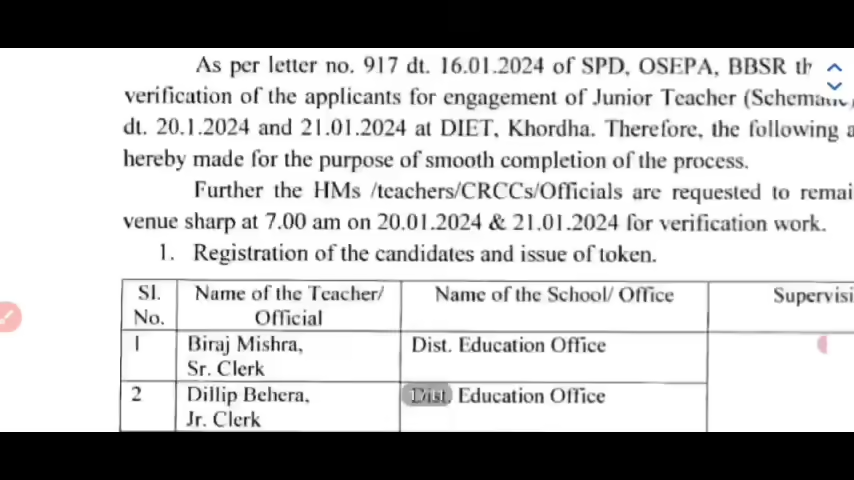 As per letter no. 917 dt. 16.01.2024 of SPD, OSEPA, BBSR
verification of the applicants for engagement of Junior Teacher (Schematic)
dt. 20.1.2024 and 21.01.2024 at DIET, Khordha. Therefore, the following a
hereby made for the purpose of smooth completion of the process.
Further the HMs /teachers/CRCCs/Officials are requested to remai
venue sharp at 7.00 am on 20.01.2024 & 21.01.2024 for verification work.
1. Registration of the candidates and issue of token.
Sl. No. Name of the Teacher/ Official Name of the School/ Office Supervisi
1 Biraj Mishra, Sr. Clerk Dist. Education Office
2 Dillip Behera, Jr. Clerk Dist. Education Office